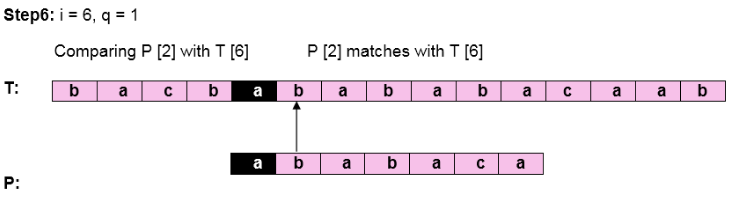 Step6: i = 6, q = 1
Comparing P [2] with T [6] P [2] matches with T [6]
T: b a c b a b a b a b a c a a b
a b a b a c a
P: